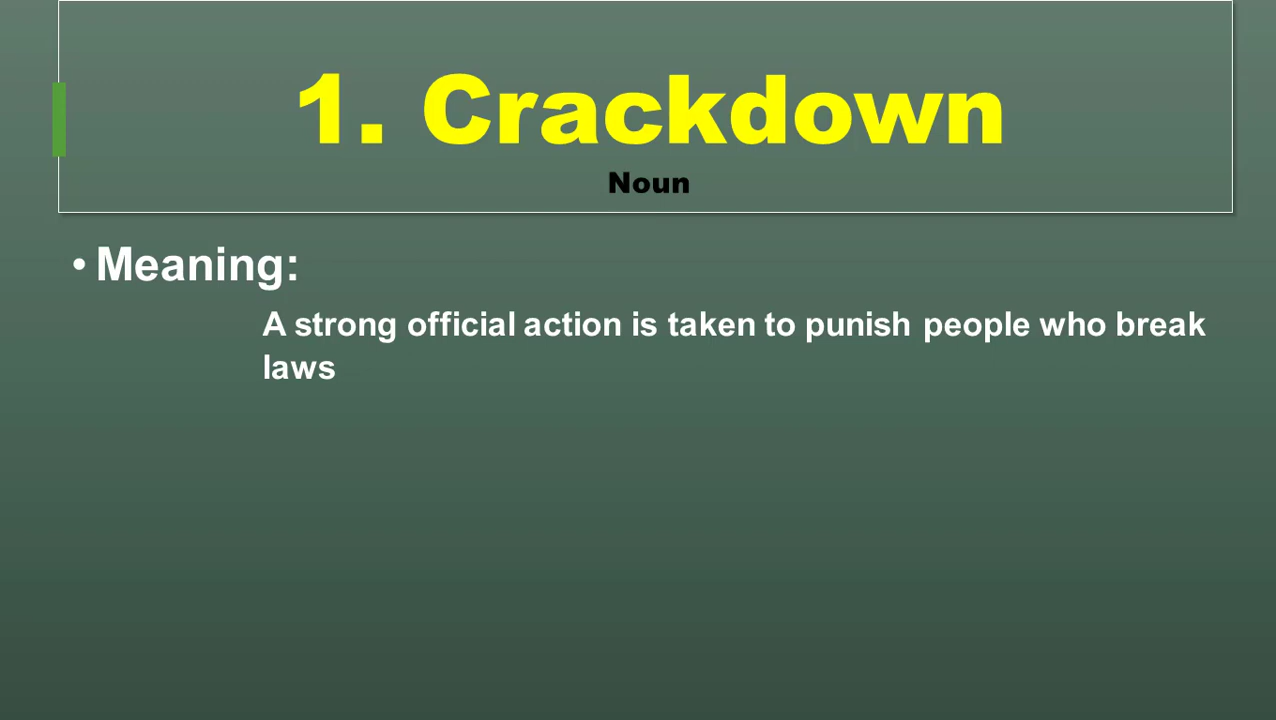 1. Crackdown
Noun
• Meaning:
A strong official action is taken to punish people who break
laws